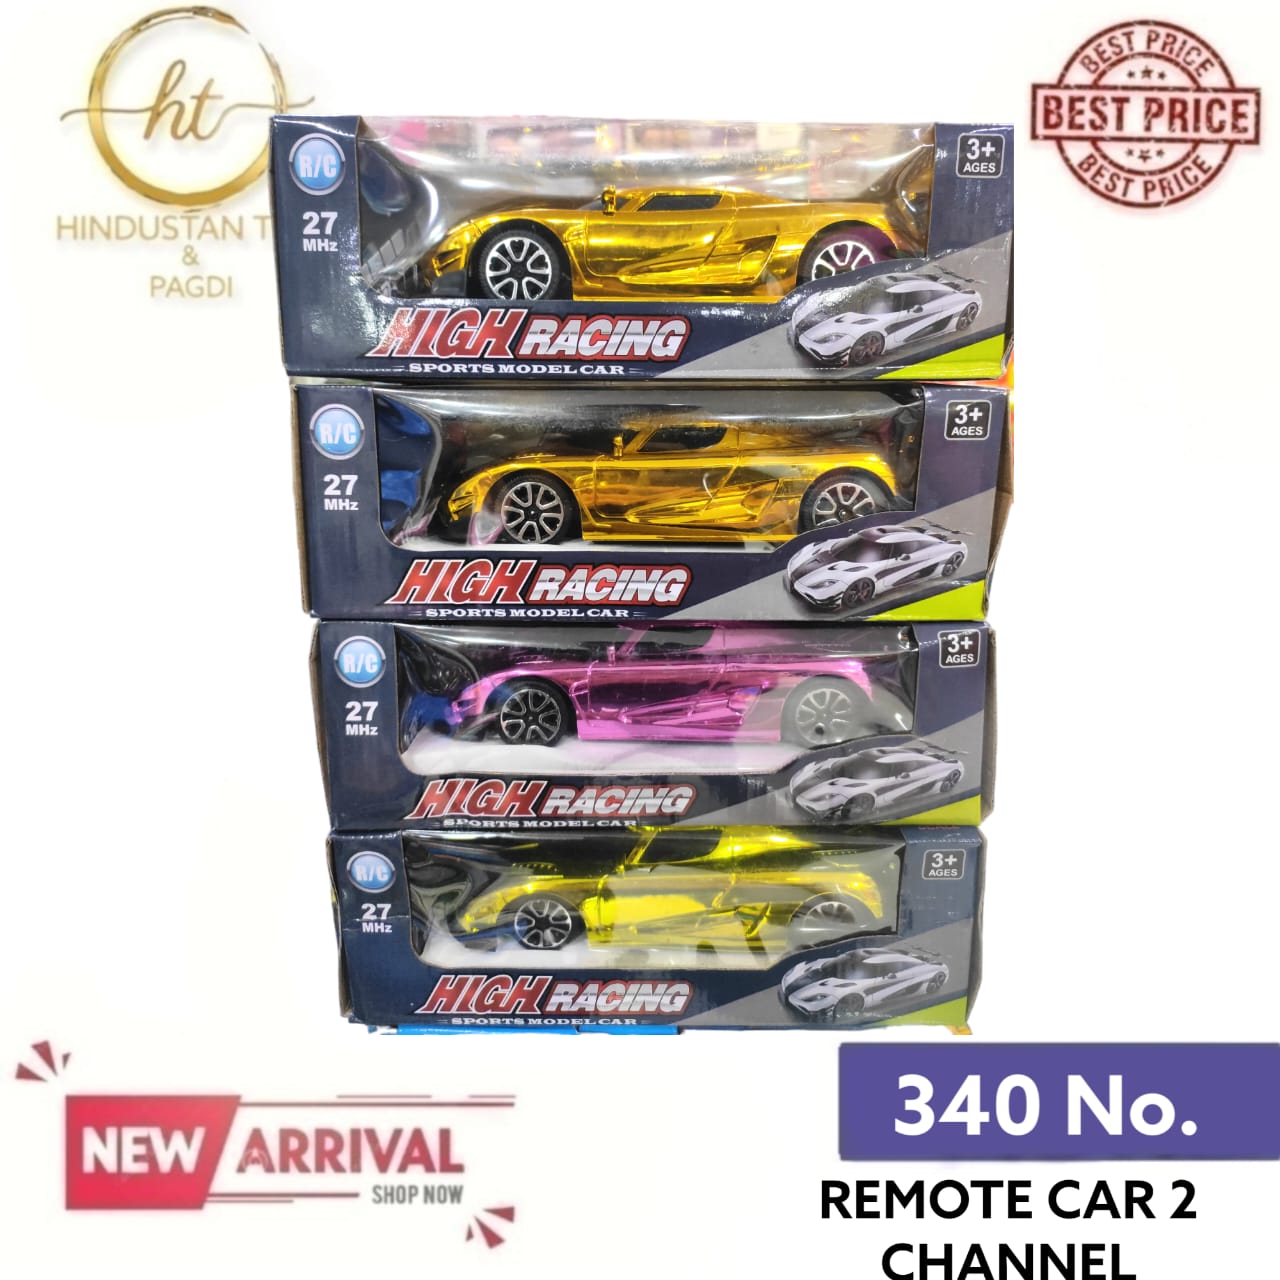 ht
HINDUSTAN T
&
PAGDI
BEST PRICE
BEST PRICE
BEST PRICE
R/C
27
MHz
3+
AGES
HIGH RACING
SPORTS MODEL CAR
R/C
27
MHz
3+
AGES
HIGH RACING
SPORTS MODEL CAR
R/C
27
MHz
3+
AGES
HIGH RACING
SPORTS MODEL CAR
R/C
27
MHz
3+
AGES
HIGH RACING
SPORTS MODEL CAR
NEW ARRIVAL
SHOP NOW
340 No.
REMOTE CAR 2
CHANNEL